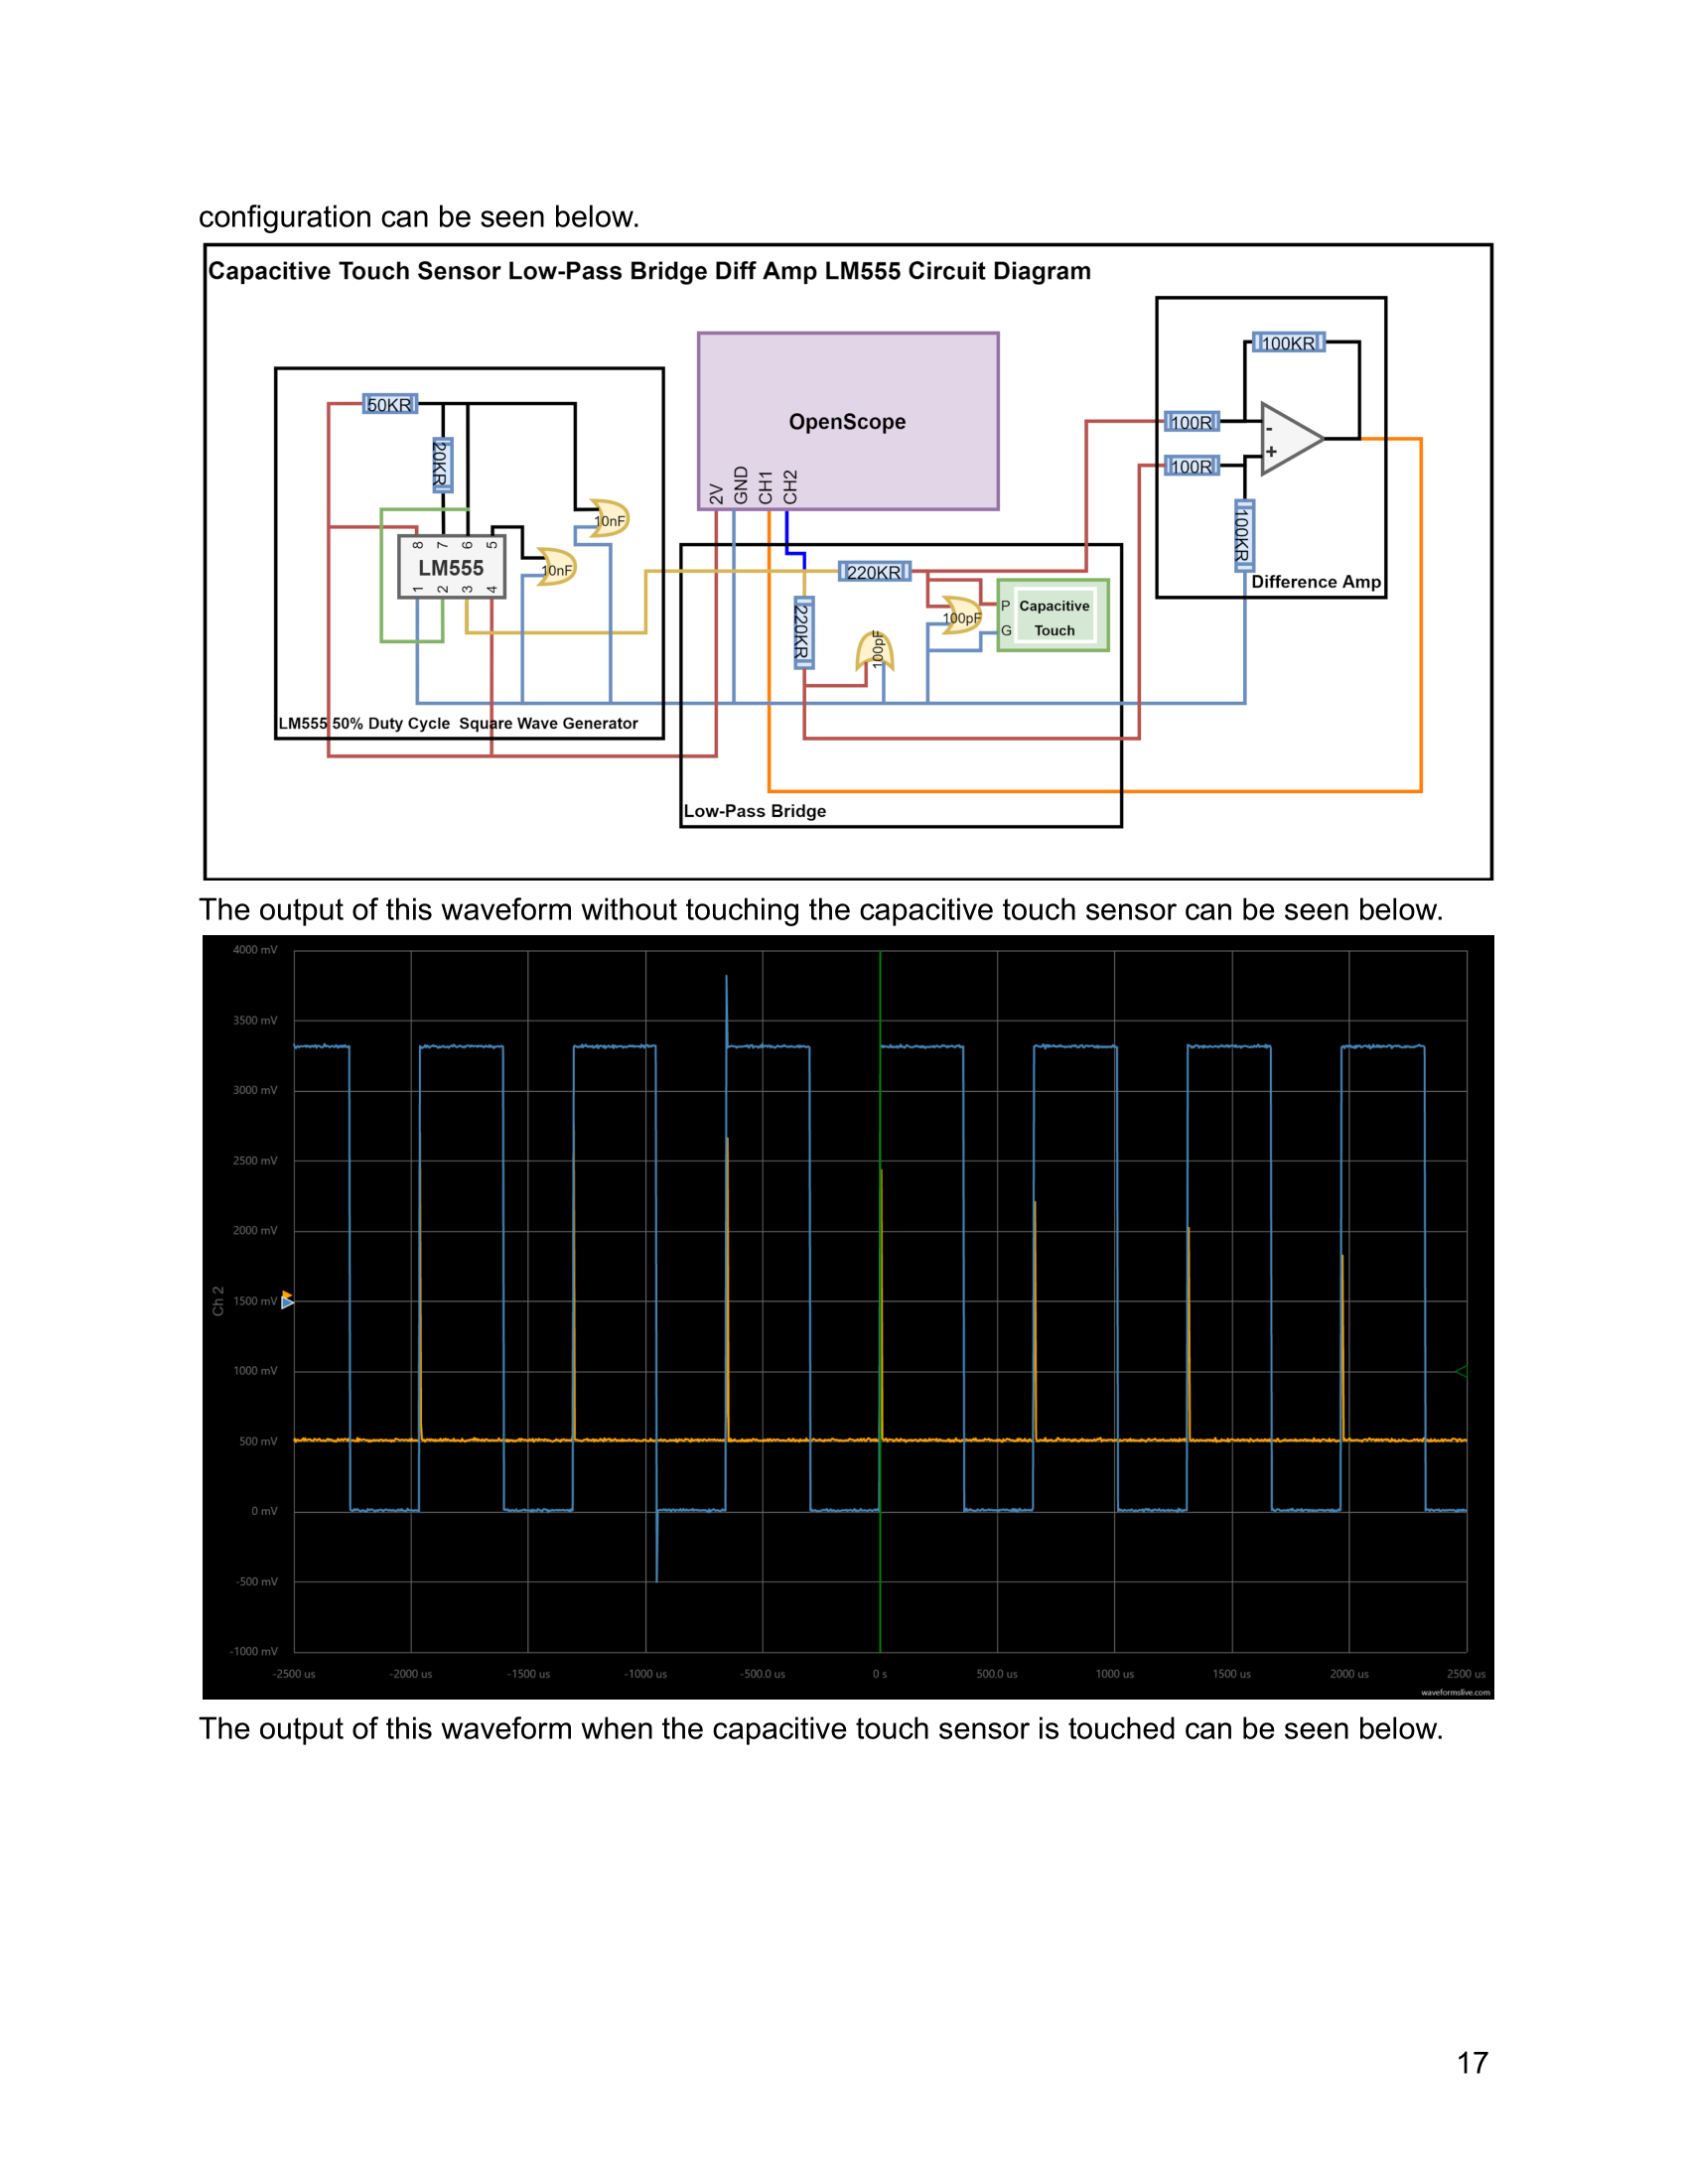 configuration can be seen below.
Capacitive Touch Sensor Low-Pass Bridge Diff Amp LM555 Circuit Diagram
50KR
20KR
10nF
10nF
8 7 6 5
LM555
1 2 3 4
LM555 50% Duty Cycle  Square Wave Generator
OpenScope
2V GND CH1 CH2
220KR
220KR
100pF
100pF
P Capacitive
G Touch
Low-Pass Bridge
100KR
100R
-
100R
+
100KR
Difference Amp
The output of this waveform without touching the capacitive touch sensor can be seen below.
4000 mV
3500 mV
3000 mV
2500 mV
2000 mV
Ch 2
1500 mV
1000 mV
500 mV
0 mV
-500 mV
-1000 mV
-2500 us -2000 us -1500 us -1000 us -500.0 us 0 s 500.0 us 1000 us 1500 us 2000 us 2500 us
waveformslive.com
The output of this waveform when the capacitive touch sensor is touched can be seen below.
17